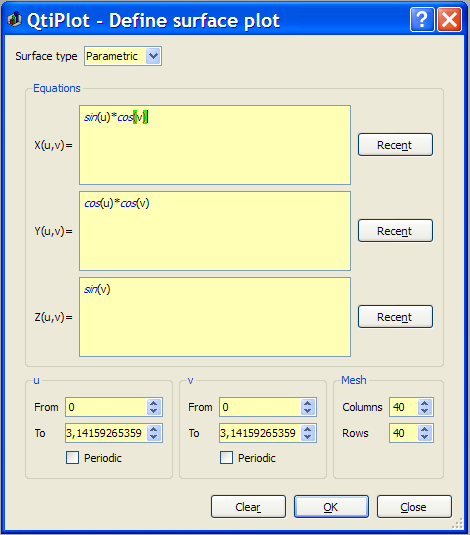 QtiPlot - Define surface plot
Surface type Parametric
Equations
X(u,v)= sin(u)*cos(v) Recent
Y(u,v)= cos(u)*cos(v) Recent
Z(u,v)= sin(v) Recent
u v Mesh
From 0 From 0 Columns 40
To 3,14159265359 To 3,14159265359 Rows 40
Periodic Periodic
Clear OK Close